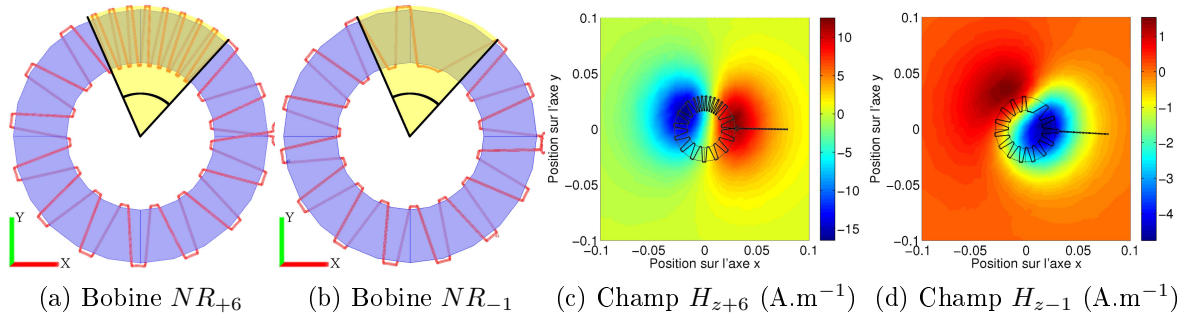 Y
X
(a) Bobine NR+6
Y
X
(b) Bobine NR−1
0.1
0.05
0
−0.05
−0.1
−0.1
−0.05
0
0.05
0.1
Position sur l'axe y
Position sur l'axe x
10
5
0
−5
−10
−15
(c) Champ Hz+6 (A.m−1)
0.1
0.05
0
−0.05
−0.1
−0.1
−0.05
0
0.05
0.1
Position sur l'axe y
Position sur l'axe x
1
0
−1
−2
−3
−4
(d) Champ Hz−1 (A.m−1)